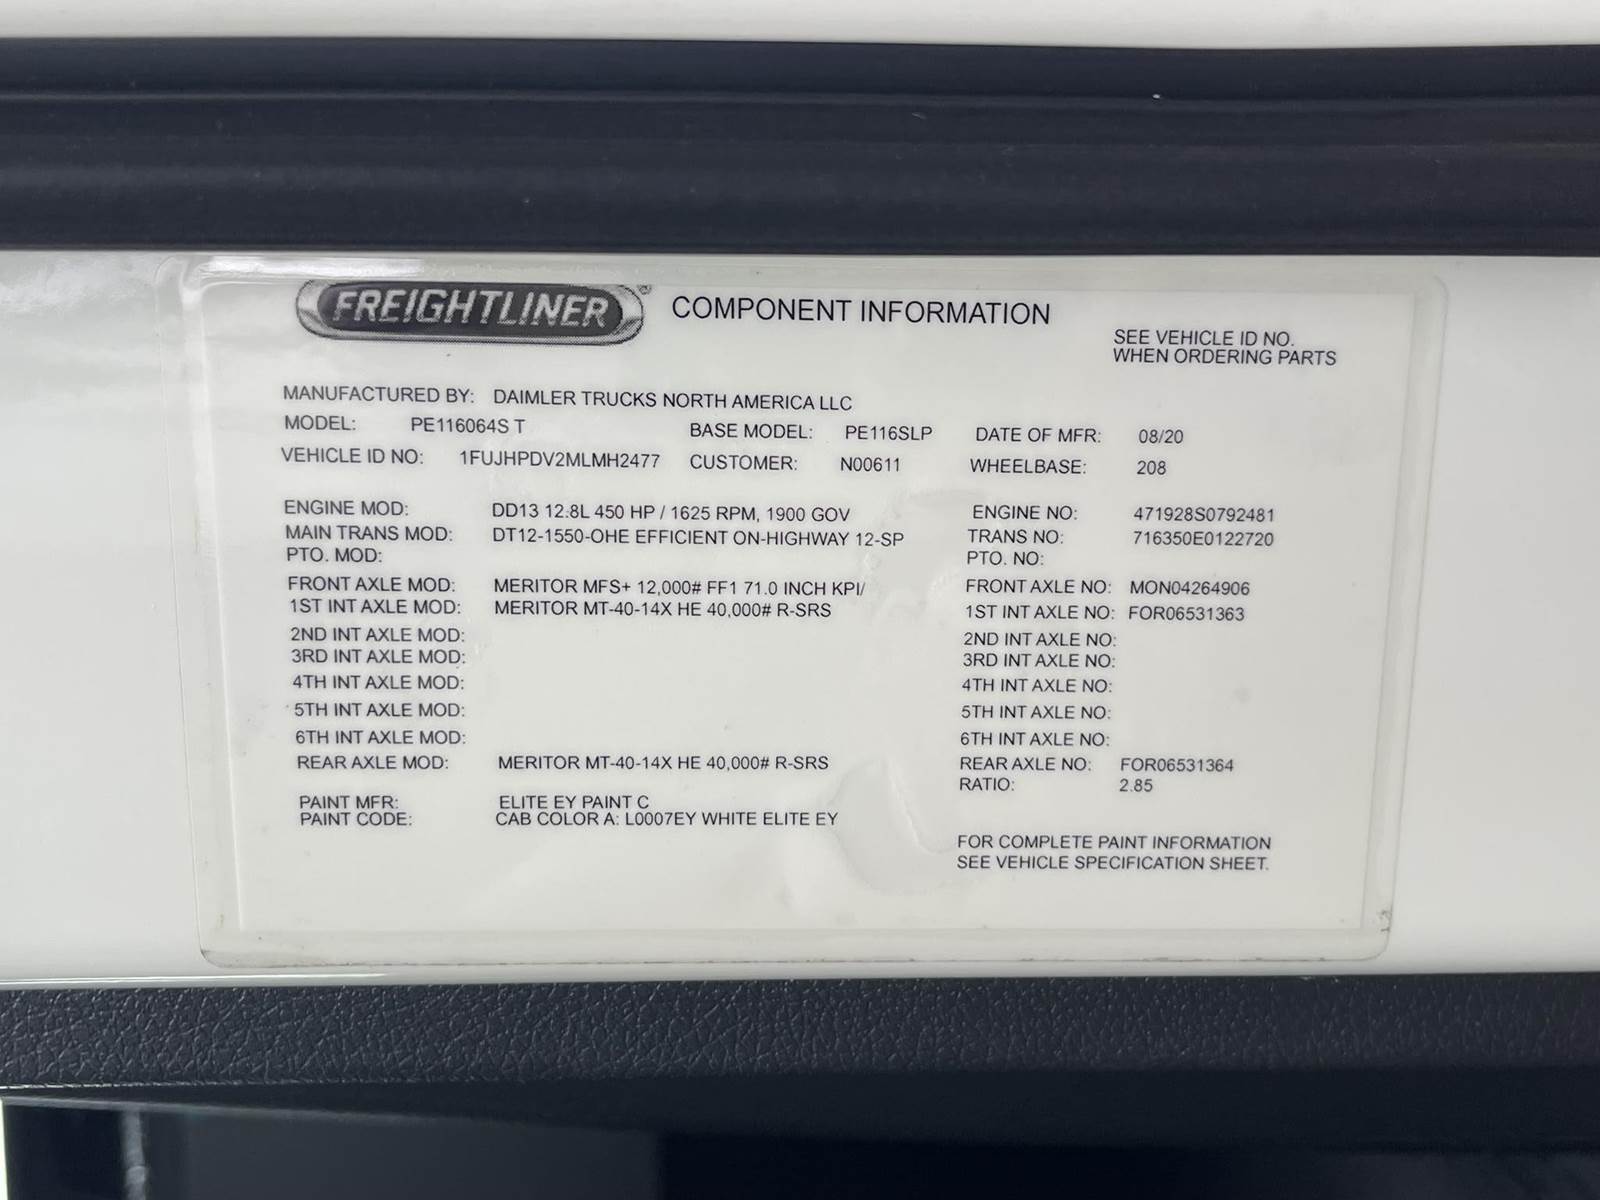 FREIGHTLINER® COMPONENT INFORMATION
SEE VEHICLE ID NO.
WHEN ORDERING PARTS
MANUFACTURED BY: DAIMLER TRUCKS NORTH AMERICA LLC
MODEL: PE116064S T BASE MODEL: PE116SLP DATE OF MFR: 08/20
VEHICLE ID NO: 1FUJHPDV2MLMH2477 CUSTOMER: N00611 WHEELBASE: 208
ENGINE MOD: DD13 12.8L 450 HP / 1625 RPM, 1900 GOV ENGINE NO: 471928S0792481
MAIN TRANS MOD: DT12-1550-OHE EFFICIENT ON-HIGHWAY 12-SP TRANS NO: 716350E0122720
PTO. MOD: PTO. NO:
FRONT AXLE MOD: MERITOR MFS+ 12,000# FF1 71.0 INCH KPI/ FRONT AXLE NO: MON04264906
1ST INT AXLE MOD: MERITOR MT-40-14X HE 40,000# R-SRS 1ST INT AXLE NO: FOR06531363
2ND INT AXLE MOD: 2ND INT AXLE NO:
3RD INT AXLE MOD: 3RD INT AXLE NO:
4TH INT AXLE MOD: 4TH INT AXLE NO:
5TH INT AXLE MOD: 5TH INT AXLE NO:
6TH INT AXLE MOD: 6TH INT AXLE NO:
REAR AXLE MOD: MERITOR MT-40-14X HE 40,000# R-SRS REAR AXLE NO: FOR06531364
RATIO: 2.85
PAINT MFR: ELITE EY PAINT C
PAINT CODE: CAB COLOR A: L0007EY WHITE ELITE EY
FOR COMPLETE PAINT INFORMATION
SEE VEHICLE SPECIFICATION SHEET.